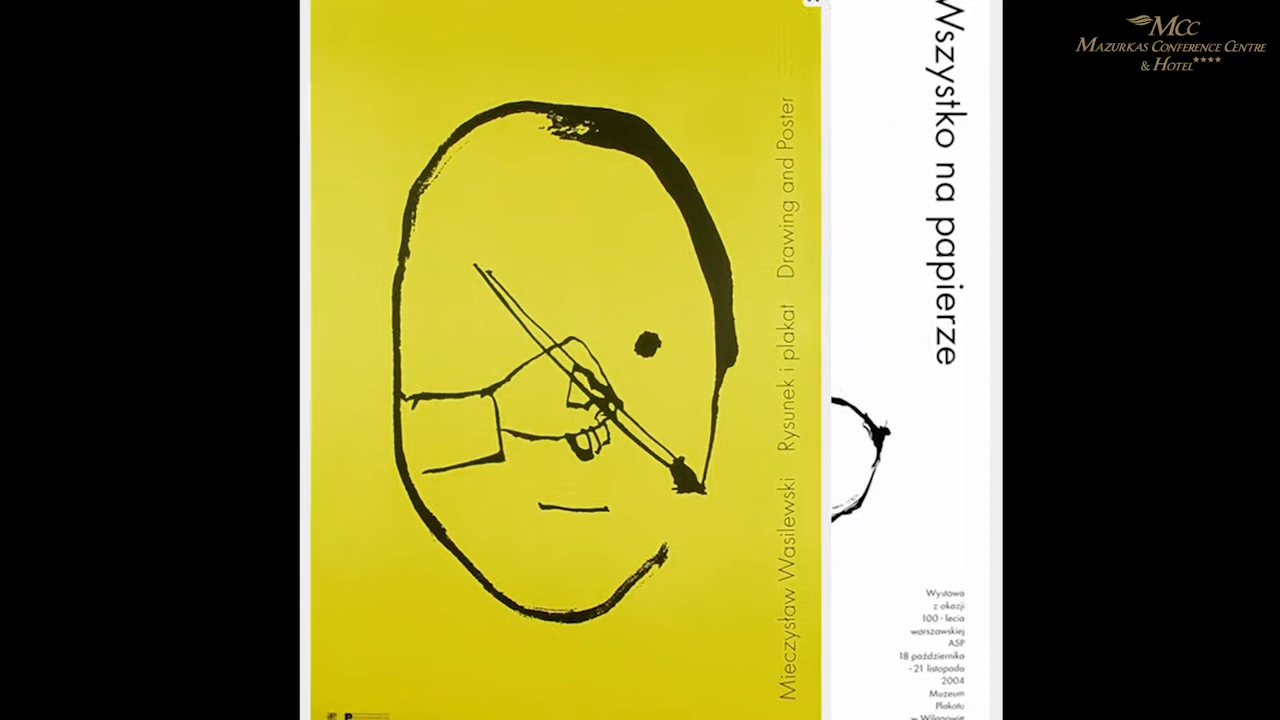 Mieczysław Wasilewski Rysunek i plakat Drawing and Poster
Wszystko na papierze
Wystawa
z okazji
100-lecia
warszawskiej
ASP
18 października
- 21 listopada
2004
Muzeum
Plakatu
w Wilanowie
MCC
MAZURKAS CONFERENCE CENTRE
& HOTEL****